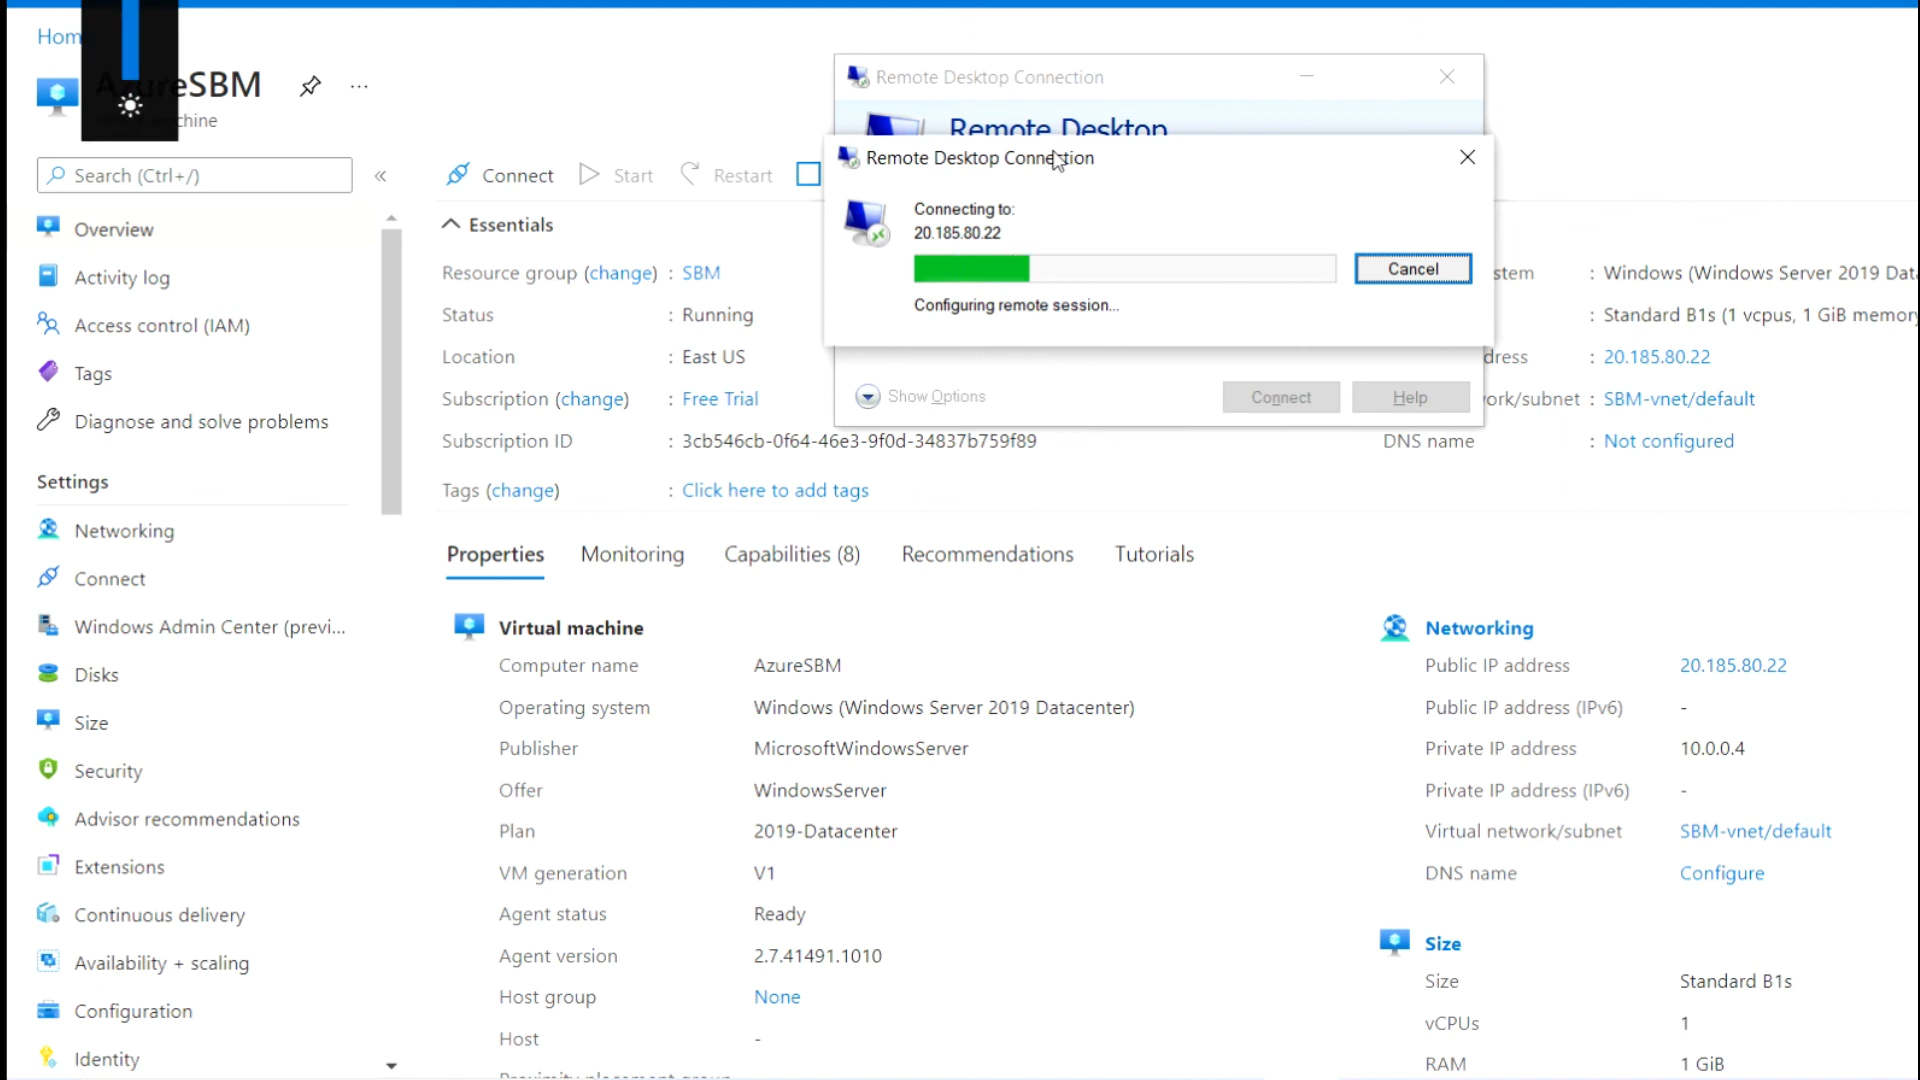 Hom
AzureSBM
...
chine
Search (Ctrl+/)
«
Connect
Start
Restart
Overview
Activity log
Access control (IAM)
Tags
Diagnose and solve problems
Settings
Networking
Connect
Windows Admin Center (previ...
Disks
Size
Security
Advisor recommendations
Extensions
Continuous delivery
Availability + scaling
Configuration
Identity
Essentials
Resource group (change) : SBM
Status : Running
Location : East US
Subscription (change) : Free Trial
Subscription ID : 3cb546cb-0f64-46e3-9f0d-34837b759f89
Tags (change) : Click here to add tags
stem : Windows (Windows Server 2019 Data
: Standard B1s (1 vcpus, 1 GiB memory
dress : 20.185.80.22
ork/subnet : SBM-vnet/default
DNS name : Not configured
Remote Desktop Connection
Remote Desktop
Remote Desktop Connection
Connecting to:
20.185.80.22
Cancel
Configuring remote session...
Show Options
Connect
Help
Properties
Monitoring
Capabilities (8)
Recommendations
Tutorials
Virtual machine
Computer name AzureSBM
Operating system Windows (Windows Server 2019 Datacenter)
Publisher MicrosoftWindowsServer
Offer WindowsServer
Plan 2019-Datacenter
VM generation V1
Agent status Ready
Agent version 2.7.41491.1010
Host group None
Host -
Proximity placement group
Networking
Public IP address 20.185.80.22
Public IP address (IPv6) -
Private IP address 10.0.0.4
Private IP address (IPv6) -
Virtual network/subnet SBM-vnet/default
DNS name Configure
Size
Size Standard B1s
vCPUs 1
RAM 1 GiB